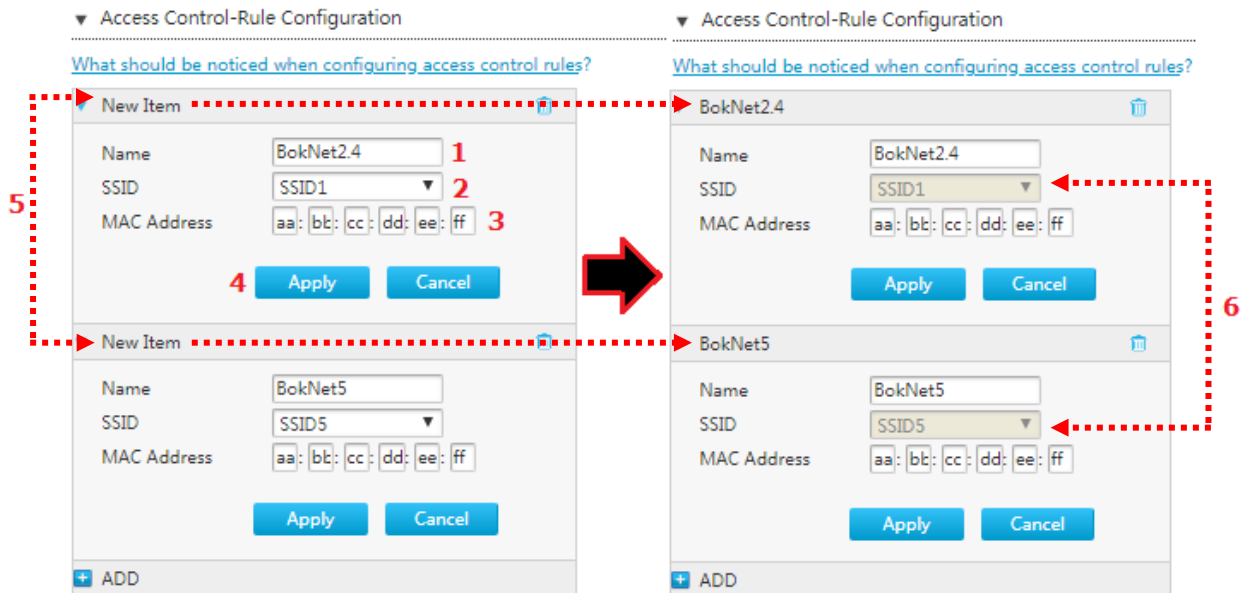 Access Control-Rule Configuration
What should be noticed when configuring access control rules?
New Item
Name BokNet2.4 1
SSID SSID1 2
MAC Address aa: bb: cc: dd: ee: ff 3
4 Apply Cancel
5
New Item
Name BokNet5
SSID SSID5
MAC Address aa: bb: cc: dd: ee: ff
Apply Cancel
ADD
Access Control-Rule Configuration
What should be noticed when configuring access control rules?
BokNet2.4
Name BokNet2.4
SSID SSID1
MAC Address aa: bb: cc: dd: ee: ff
Apply Cancel
6
BokNet5
Name BokNet5
SSID SSID5
MAC Address aa: bb: cc: dd: ee: ff
Apply Cancel
ADD